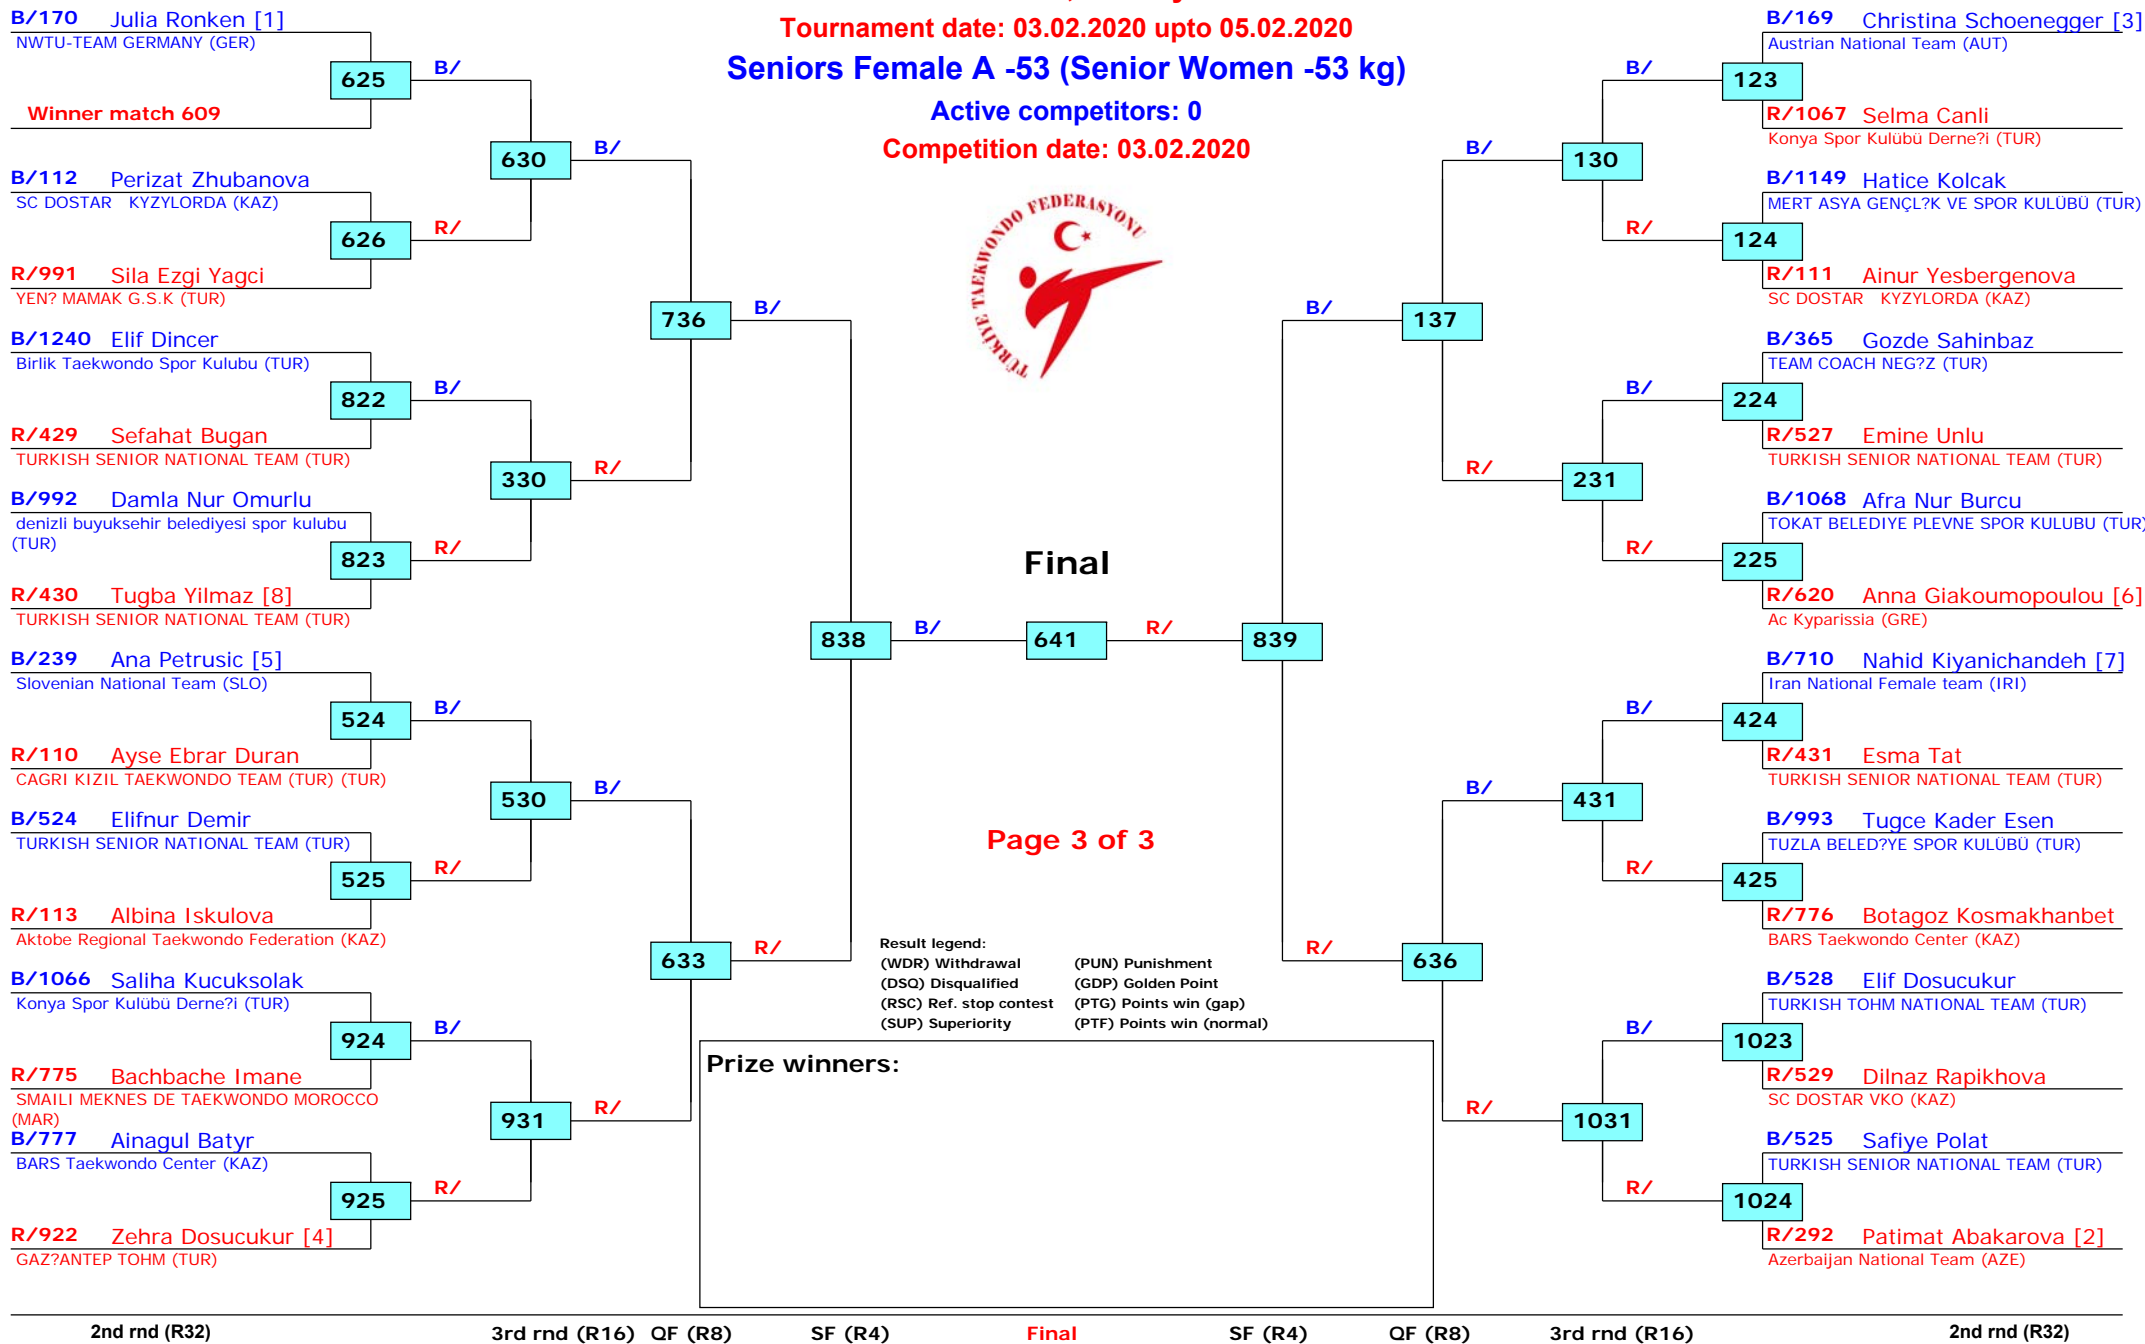 Tournament date: 03.02.2020 upto 05.02.2020
Seniors Female A -53 (Senior Women -53 kg)
Active competitors: 0
Competition date: 03.02.2020
TÜRKİYE TAEKWONDO FEDERASYONU
B/170 Julia Ronken [1]
NWTU-TEAM GERMANY (GER)
625
B/
Winner match 609
630
B/
B/112 Perizat Zhubanova
SC DOSTAR KYZYLORDA (KAZ)
626
R/
R/991 Sila Ezgi Yagci
YEN? MAMAK G.S.K (TUR)
736
B/
B/1240 Elif Dincer
Birlik Taekwondo Spor Kulubu (TUR)
822
B/
R/429 Sefahat Bugan
TURKISH SENIOR NATIONAL TEAM (TUR)
330
R/
B/992 Damla Nur Omurlu
denizli buyuksehir belediyesi spor kulubu
(TUR)
823
R/
R/430 Tugba Yilmaz [8]
TURKISH SENIOR NATIONAL TEAM (TUR)
838
B/
B/239 Ana Petrusic [5]
Slovenian National Team (SLO)
524
B/
R/110 Ayse Ebrar Duran
CAGRI KIZIL TAEKWONDO TEAM (TUR) (TUR)
530
B/
B/524 Elifnur Demir
TURKISH SENIOR NATIONAL TEAM (TUR)
525
R/
R/113 Albina Iskulova
Aktobe Regional Taekwondo Federation (KAZ)
633
R/
B/1066 Saliha Kucuksolak
Konya Spor Kulübü Derne?i (TUR)
924
B/
R/775 Bachbache Imane
SMAILI MEKNES DE TAEKWONDO MOROCCO
(MAR)
931
R/
B/777 Ainagul Batyr
BARS Taekwondo Center (KAZ)
925
R/
R/922 Zehra Dosucukur [4]
GAZ?ANTEP TOHM (TUR)
Final
641
R/
839
Page 3 of 3
Result legend:
(WDR) Withdrawal (PUN) Punishment
(DSQ) Disqualified (GDP) Golden Point
(RSC) Ref. stop contest (PTG) Points win (gap)
(SUP) Superiority (PTF) Points win (normal)
Prize winners:
B/169 Christina Schoenegger [3]
Austrian National Team (AUT)
B/
123
R/1067 Selma Canli
Konya Spor Kulübü Derne?i (TUR)
B/
130
B/1149 Hatice Kolcak
MERT ASYA GENÇL?K VE SPOR KULÜBÜ (TUR)
R/
124
R/111 Ainur Yesbergenova
SC DOSTAR KYZYLORDA (KAZ)
B/
137
B/365 Gozde Sahinbaz
TEAM COACH NEG?Z (TUR)
B/
224
R/527 Emine Unlu
TURKISH SENIOR NATIONAL TEAM (TUR)
R/
231
B/1068 Afra Nur Burcu
TOKAT BELEDIYE PLEVNE SPOR KULUBU (TUR)
R/
225
R/620 Anna Giakoumopoulou [6]
Ac Kyparissia (GRE)
B/710 Nahid Kiyanichandeh [7]
Iran National Female team (IRI)
B/
424
R/431 Esma Tat
TURKISH SENIOR NATIONAL TEAM (TUR)
B/
431
B/993 Tugce Kader Esen
TUZLA BELED?YE SPOR KULÜBÜ (TUR)
R/
425
R/776 Botagoz Kosmakhanbet
BARS Taekwondo Center (KAZ)
R/
636
B/528 Elif Dosucukur
TURKISH TOHM NATIONAL TEAM (TUR)
B/
1023
R/529 Dilnaz Rapikhova
SC DOSTAR VKO (KAZ)
R/
1031
B/525 Safiye Polat
TURKISH SENIOR NATIONAL TEAM (TUR)
R/
1024
R/292 Patimat Abakarova [2]
Azerbaijan National Team (AZE)
2nd rnd (R32) 3rd rnd (R16) QF (R8) SF (R4) Final SF (R4) QF (R8) 3rd rnd (R16) 2nd rnd (R32)